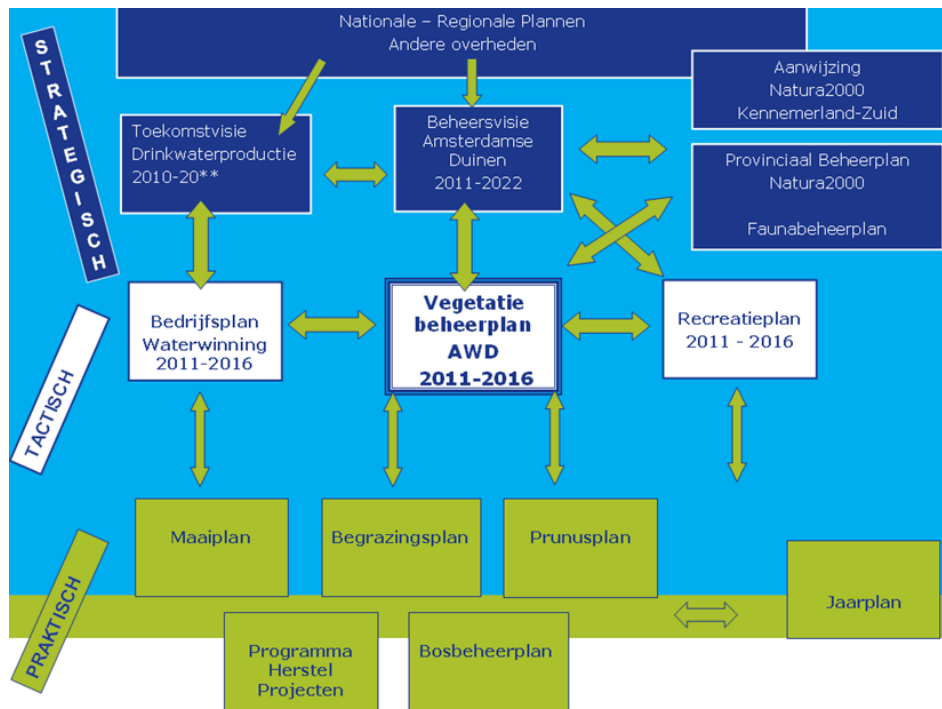 Nationale – Regionale Plannen
Andere overheden
STRATEGISCH
Aanwijzing
Natura2000
Kennemerland-Zuid
Toekomstvisie
Drinkwaterproductie
2010-20**
Beheersvisie
Amsterdamse
Duinen
2011-2022
Provinciaal Beheerplan
Natura2000
Faunabeheerplan
TACTISCH
Bedrijfsplan
Waterwinning
2011-2016
Vegetatie
beheerplan
AWD
2011-2016
Recreatieplan
2011 - 2016
PRAKTISCH
Maaiplan
Begrazingsplan
Prunusplan
Jaarplan
Programma
Herstel
Projecten
Bosbeheerplan